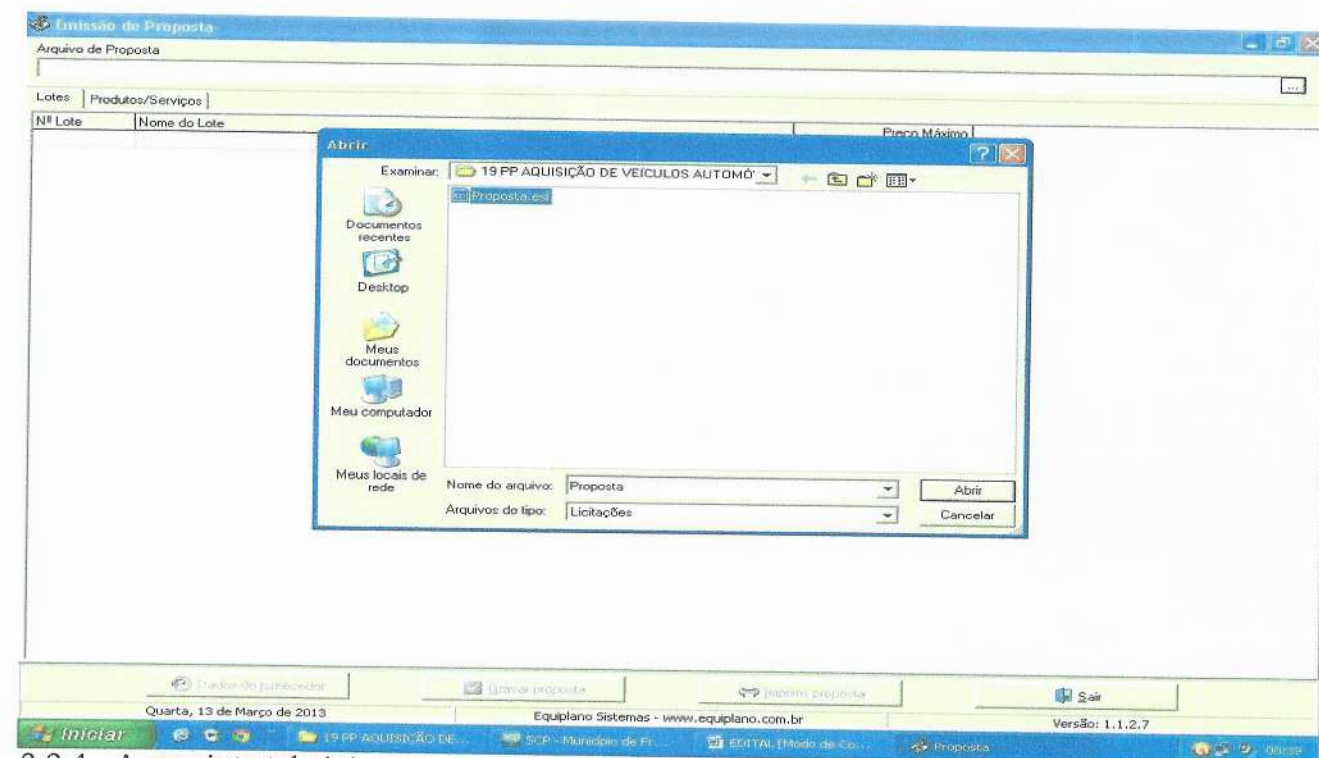 Emissão de Proposta
Arquivo de Proposta
...
Lotes Produtos/Serviços
Nº Lote Nome do Lote Preço Máximo
Abrir
Examinar: 19 PP AQUISIÇÃO DE VEÍCULOS AUTOMÓ
Proposta.esl
Documentos recentes
Desktop
Meus documentos
Meu computador
Meus locais de rede
Nome do arquivo: Proposta Abrir
Arquivos do tipo: Licitações Cancelar
Dados do fornecedor Gravar proposta Imprimir proposta Sair
Quarta, 13 de Março de 2013 Equiplano Sistemas - www.equiplano.com.br Versão: 1.1.2.7
Iniciar 19 PP AQUISIÇÃO DE... SCP - Município de Fr... EDITAL [Modo de Co... Proposta